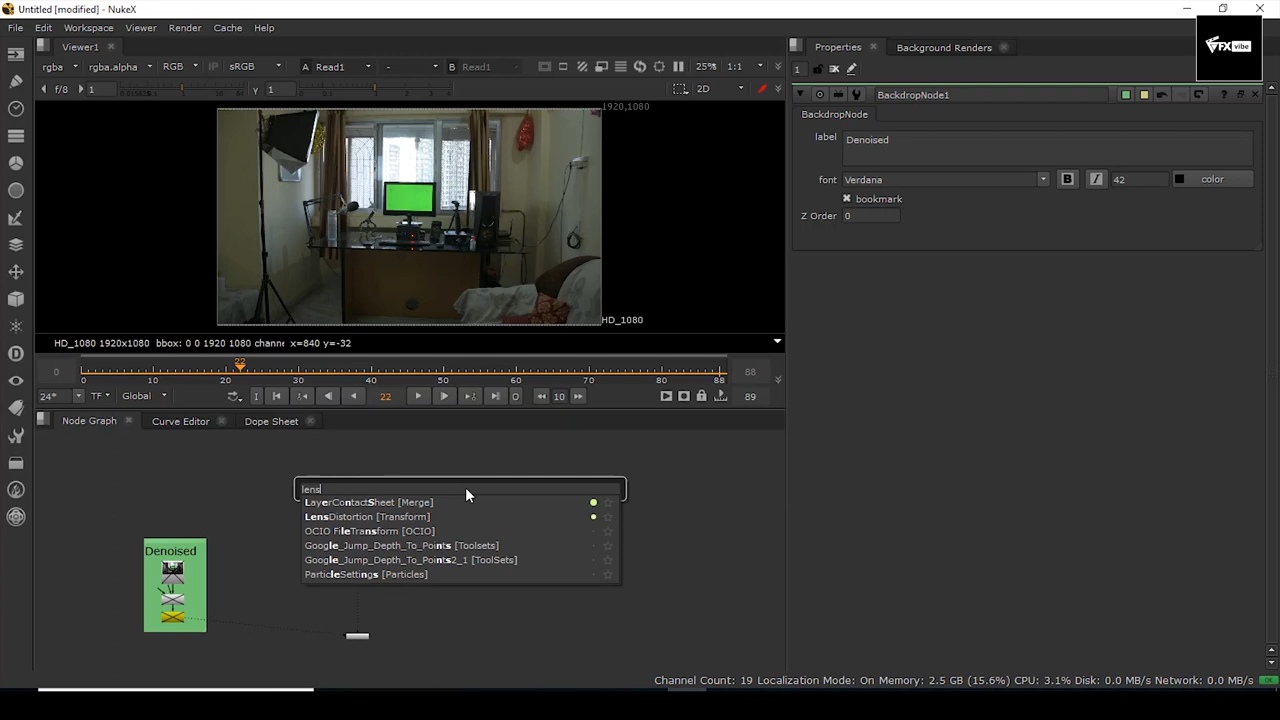 Untitled [modified] - NukeX
File Edit Workspace Viewer Render Cache Help
VFX vibe
Viewer1
Properties Background Renders
rgba rgba.alpha RGB IP sRGB A Read1 - B Read1 25% 1:1
1
f/8 1 Y 1 2D
BackdropNode1
BackdropNode
label Denoised
font Verdana B I 42 color
bookmark
Z Order 0
1920,1080
HD_1080
HD_1080 1920x1080 bbox: 0 0 1920 1080 channe x=840 y=-32
22
0 0 10 20 30 40 50 60 70 80 88 88
24* TF Global I 22 O 10 89
Node Graph Curve Editor Dope Sheet
lens
LayerContactSheet [Merge]
LensDistortion [Transform]
OCIO FileTransform [OCIO]
Google_Jump_Depth_To_Points [Toolsets]
Google_Jump_Depth_To_Points2_1 [ToolSets]
ParticleSettings [Particles]
Denoised
Channel Count: 19 Localization Mode: On Memory: 2.5 GB (15.6%) CPU: 3.1% Disk: 0.0 MB/s Network: 0.0 MB/s